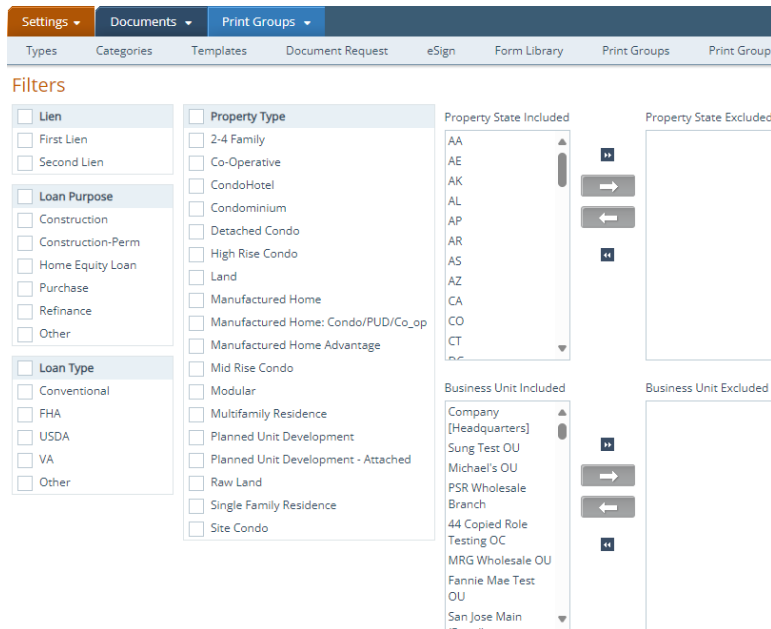 Settings
Documents
Print Groups
Types
Categories
Templates
Document Request
eSign
Form Library
Print Groups
Print Group
Filters
Lien
First Lien
Second Lien
Loan Purpose
Construction
Construction-Perm
Home Equity Loan
Purchase
Refinance
Other
Loan Type
Conventional
FHA
USDA
VA
Other
Property Type
2-4 Family
Co-Operative
CondoHotel
Condominium
Detached Condo
High Rise Condo
Land
Manufactured Home
Manufactured Home: Condo/PUD/Co_op
Manufactured Home Advantage
Mid Rise Condo
Modular
Multifamily Residence
Planned Unit Development
Planned Unit Development - Attached
Raw Land
Single Family Residence
Site Condo
Property State Included
AA
AE
AK
AL
AP
AR
AS
AZ
CA
CO
CT
Property State Excluded
Business Unit Included
Company
[Headquarters]
Sung Test OU
Michael's OU
PSR Wholesale
Branch
44 Copied Role
Testing OC
MRG Wholesale OU
Fannie Mae Test
OU
San Jose Main
Business Unit Excluded